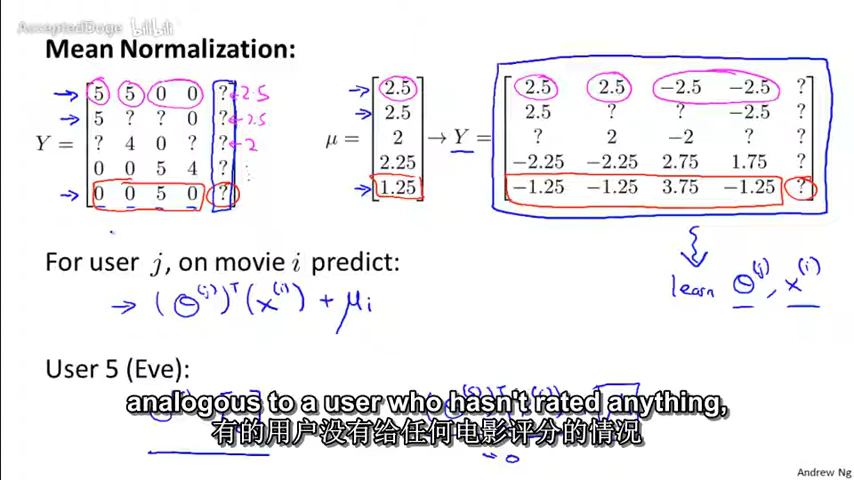 AcceptedDoge bilibili
Mean Normalization:
Y = [5 5 0 0 ?; 5 ? ? 0 ?; ? 4 0 ? ?; 0 0 5 4 ?; 0 0 5 0 ?]
←2.5
←2.5
←2
μ = [2.5; 2.5; 2; 2.25; 1.25]
→ Y = [2.5 2.5 −2.5 −2.5 ?; 2.5 ? ? −2.5 ?; ? 2 −2 ? ?; −2.25 −2.25 2.75 1.75 ?; −1.25 −1.25 3.75 −1.25 ?]
For user j, on movie i predict:
→ (Θ^(j))^T (x^(i)) + μi
learn Θ^(j), x^(i)
User 5 (Eve):
analogous to a user who hasn't rated anything,
有的用户没有给任何电影评分的情况
Andrew Ng